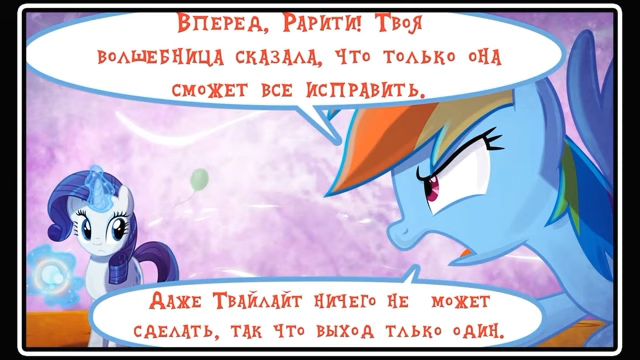 Вперед, Рарити! Твоя
волшебница сказала, что только она
сможет все исправить.
Даже Твайлайт ничего не может
сделать, так что выход тлько один.